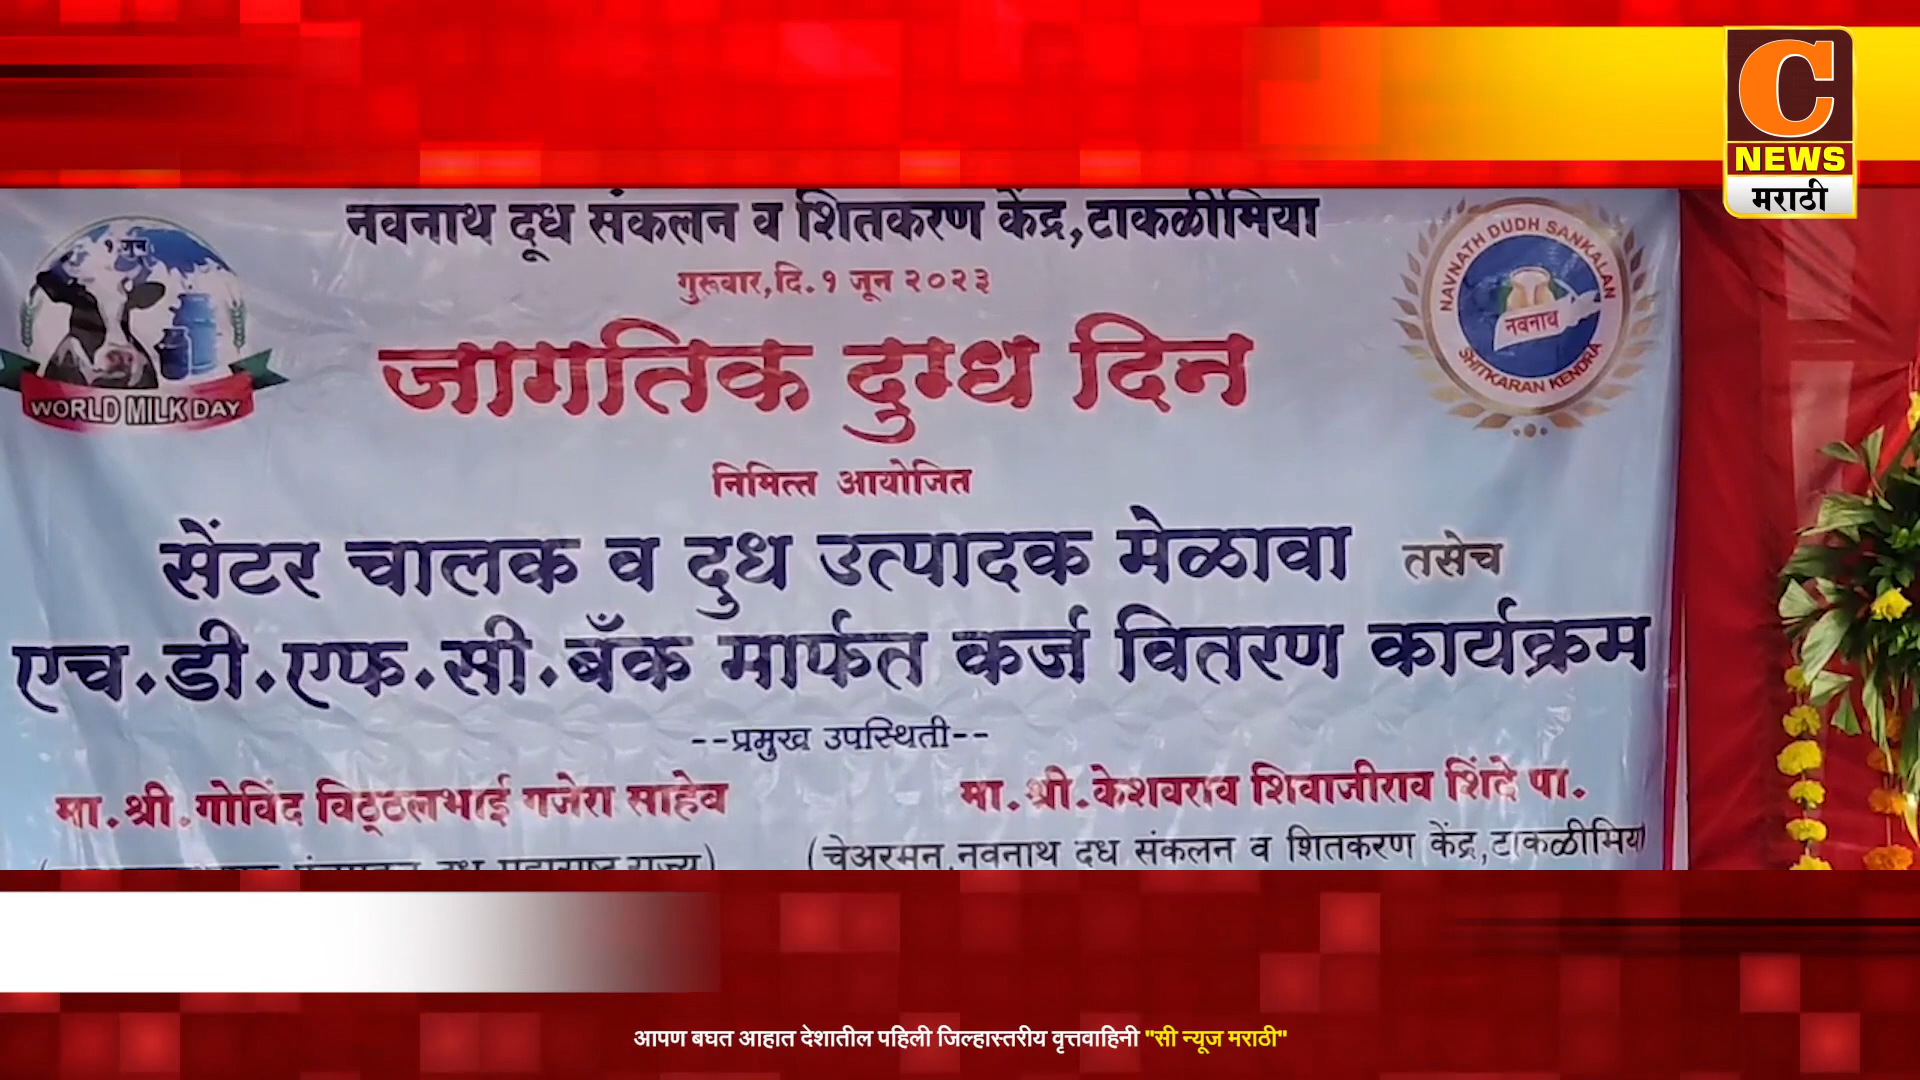 C
NEWS
मराठी
नवनाथ दूध संकलन व शितकरण केंद्र,टाकळीमिया
गुरूवार,दि.१ जून २०२३
१ जून
WORLD MILK DAY
NAVNATH DUDH SANKALAN
नवनाथ
SHITKARAN KENDRA
जागतिक दुग्ध दिन
निमित्त आयोजित
सेंटर चालक व दुध उत्पादक मेळावा तसेच
एच.डी.एफ.सी.बँक मार्फत कर्ज वितरण कार्यक्रम
--प्रमुख उपस्थिती--
मा.श्री.गोविंद विठ्ठलभाई गजेरा साहेब
मा.श्री.केशवराव शिवाजीराव शिंदे पा.
(चेअरमन,नवनाथ दुध संकलन व शितकरण केंद्र,टाकळीमिया
आपण बघत आहात देशातील पहिली जिल्हास्तरीय वृत्तवाहिनी "सी न्यूज मराठी"